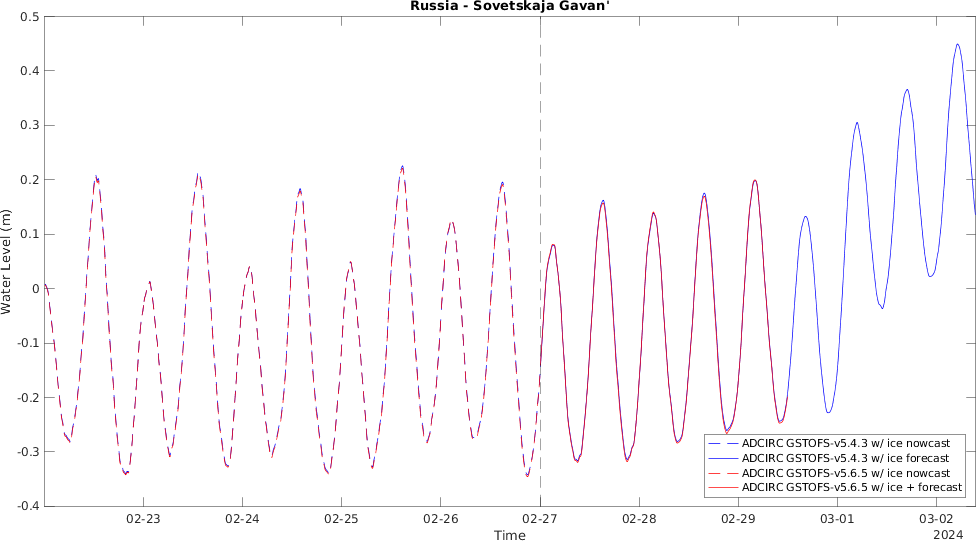 Russia - Sovetskaja Gavan'
0.5
0.4
0.3
0.2
0.1
0
-0.1
-0.2
-0.3
-0.4
Water Level (m)
ADCIRC GSTOFS-v5.4.3 w/ ice nowcast
ADCIRC GSTOFS-v5.4.3 w/ ice forecast
ADCIRC GSTOFS-v5.6.5 w/ ice nowcast
ADCIRC GSTOFS-v5.6.5 w/ ice + forecast
02-23 02-24 02-25 02-26 02-27 02-28 02-29 03-01 03-02
Time
2024